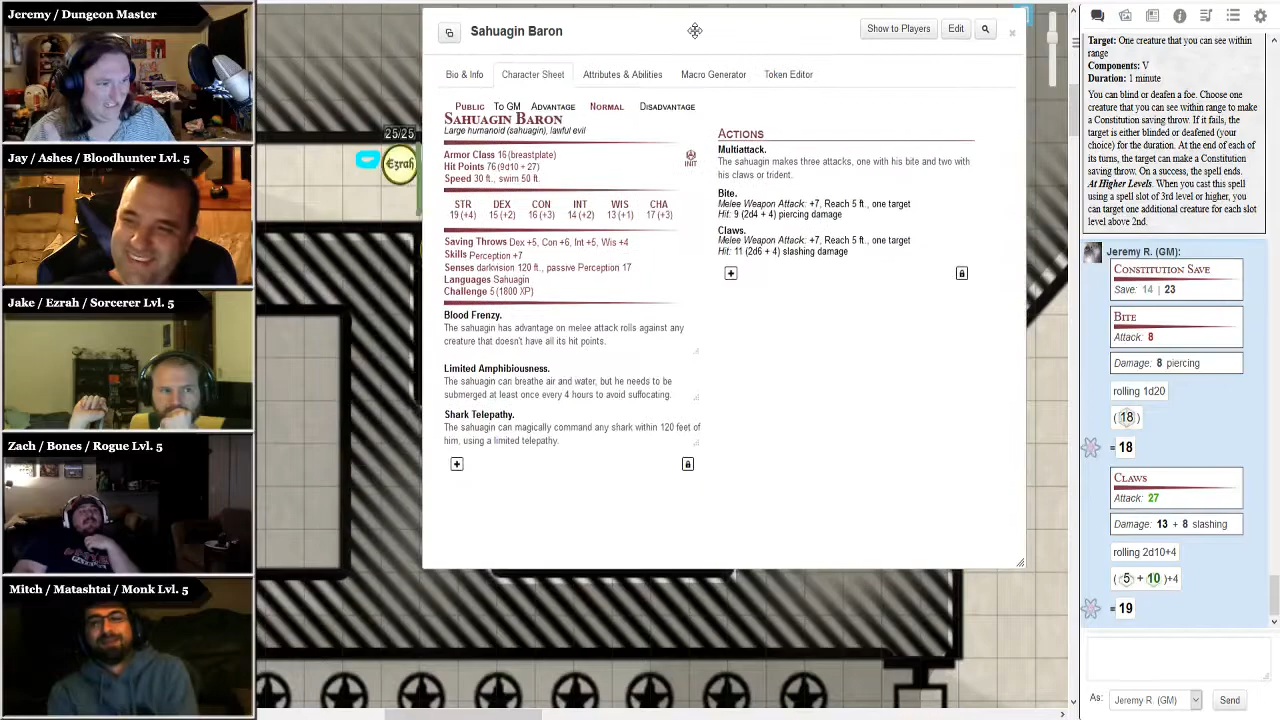 Jeremy / Dungeon Master
Jay / Ashes / Bloodhunter Lvl. 5
Jake / Ezrah / Sorcerer Lvl. 5
Zach / Bones / Rogue Lvl. 5
Mitch / Matashtai / Monk Lvl. 5
25/25
Ezrah
Sahuagin Baron
Show to Players
Edit
Bio & Info
Character Sheet
Attributes & Abilities
Macro Generator
Token Editor
PUBLIC TO GM ADVANTAGE NORMAL DISADVANTAGE
SAHUAGIN BARON
Large humanoid (sahuagin), lawful evil
Armor Class 16 (breastplate)
Hit Points 76 (9d10 + 27)
Speed 30 ft., swim 50 ft.
INIT
STR DEX CON INT WIS CHA
19 (+4) 15 (+2) 16 (+3) 14 (+2) 13 (+1) 17 (+3)
Saving Throws Dex +5, Con +6, Int +5, Wis +4
Skills Perception +7
Senses darkvision 120 ft., passive Perception 17
Languages Sahuagin
Challenge 5 (1800 XP)
Blood Frenzy.
The sahuagin has advantage on melee attack rolls against any
creature that doesn't have all its hit points.
Limited Amphibiousness.
The sahuagin can breathe air and water, but he needs to be
submerged at least once every 4 hours to avoid suffocating.
Shark Telepathy.
The sahuagin can magically command any shark within 120 feet of
him, using a limited telepathy.
ACTIONS
Multiattack.
The sahuagin makes three attacks, one with his bite and two with
his claws or trident.
Bite.
Melee Weapon Attack: +7, Reach 5 ft., one target
Hit: 9 (2d4 + 4) piercing damage
Claws.
Melee Weapon Attack: +7, Reach 5 ft., one target
Hit: 11 (2d6 + 4) slashing damage
Target: One creature that you can see within
range
Components: V
Duration: 1 minute
You can blind or deafen a foe. Choose one
creature that you can see within range to make
a Constitution saving throw. If it fails, the
target is either blinded or deafened (your
choice) for the duration. At the end of each
of its turns, the target can make a Constitution
saving throw. On a success, the spell ends.
At Higher Levels. When you cast this spell
using a spell slot of 3rd level or higher, you
can target one additional creature for each slot
level above 2nd.
Jeremy R. (GM):
CONSTITUTION SAVE
Save: 14 | 23
BITE
Attack: 8
Damage: 8 piercing
rolling 1d20
(18)
= 18
CLAWS
Attack: 27
Damage: 13 + 8 slashing
rolling 2d10+4
(5 + 10)+4
= 19
As: Jeremy R. (GM)
Send